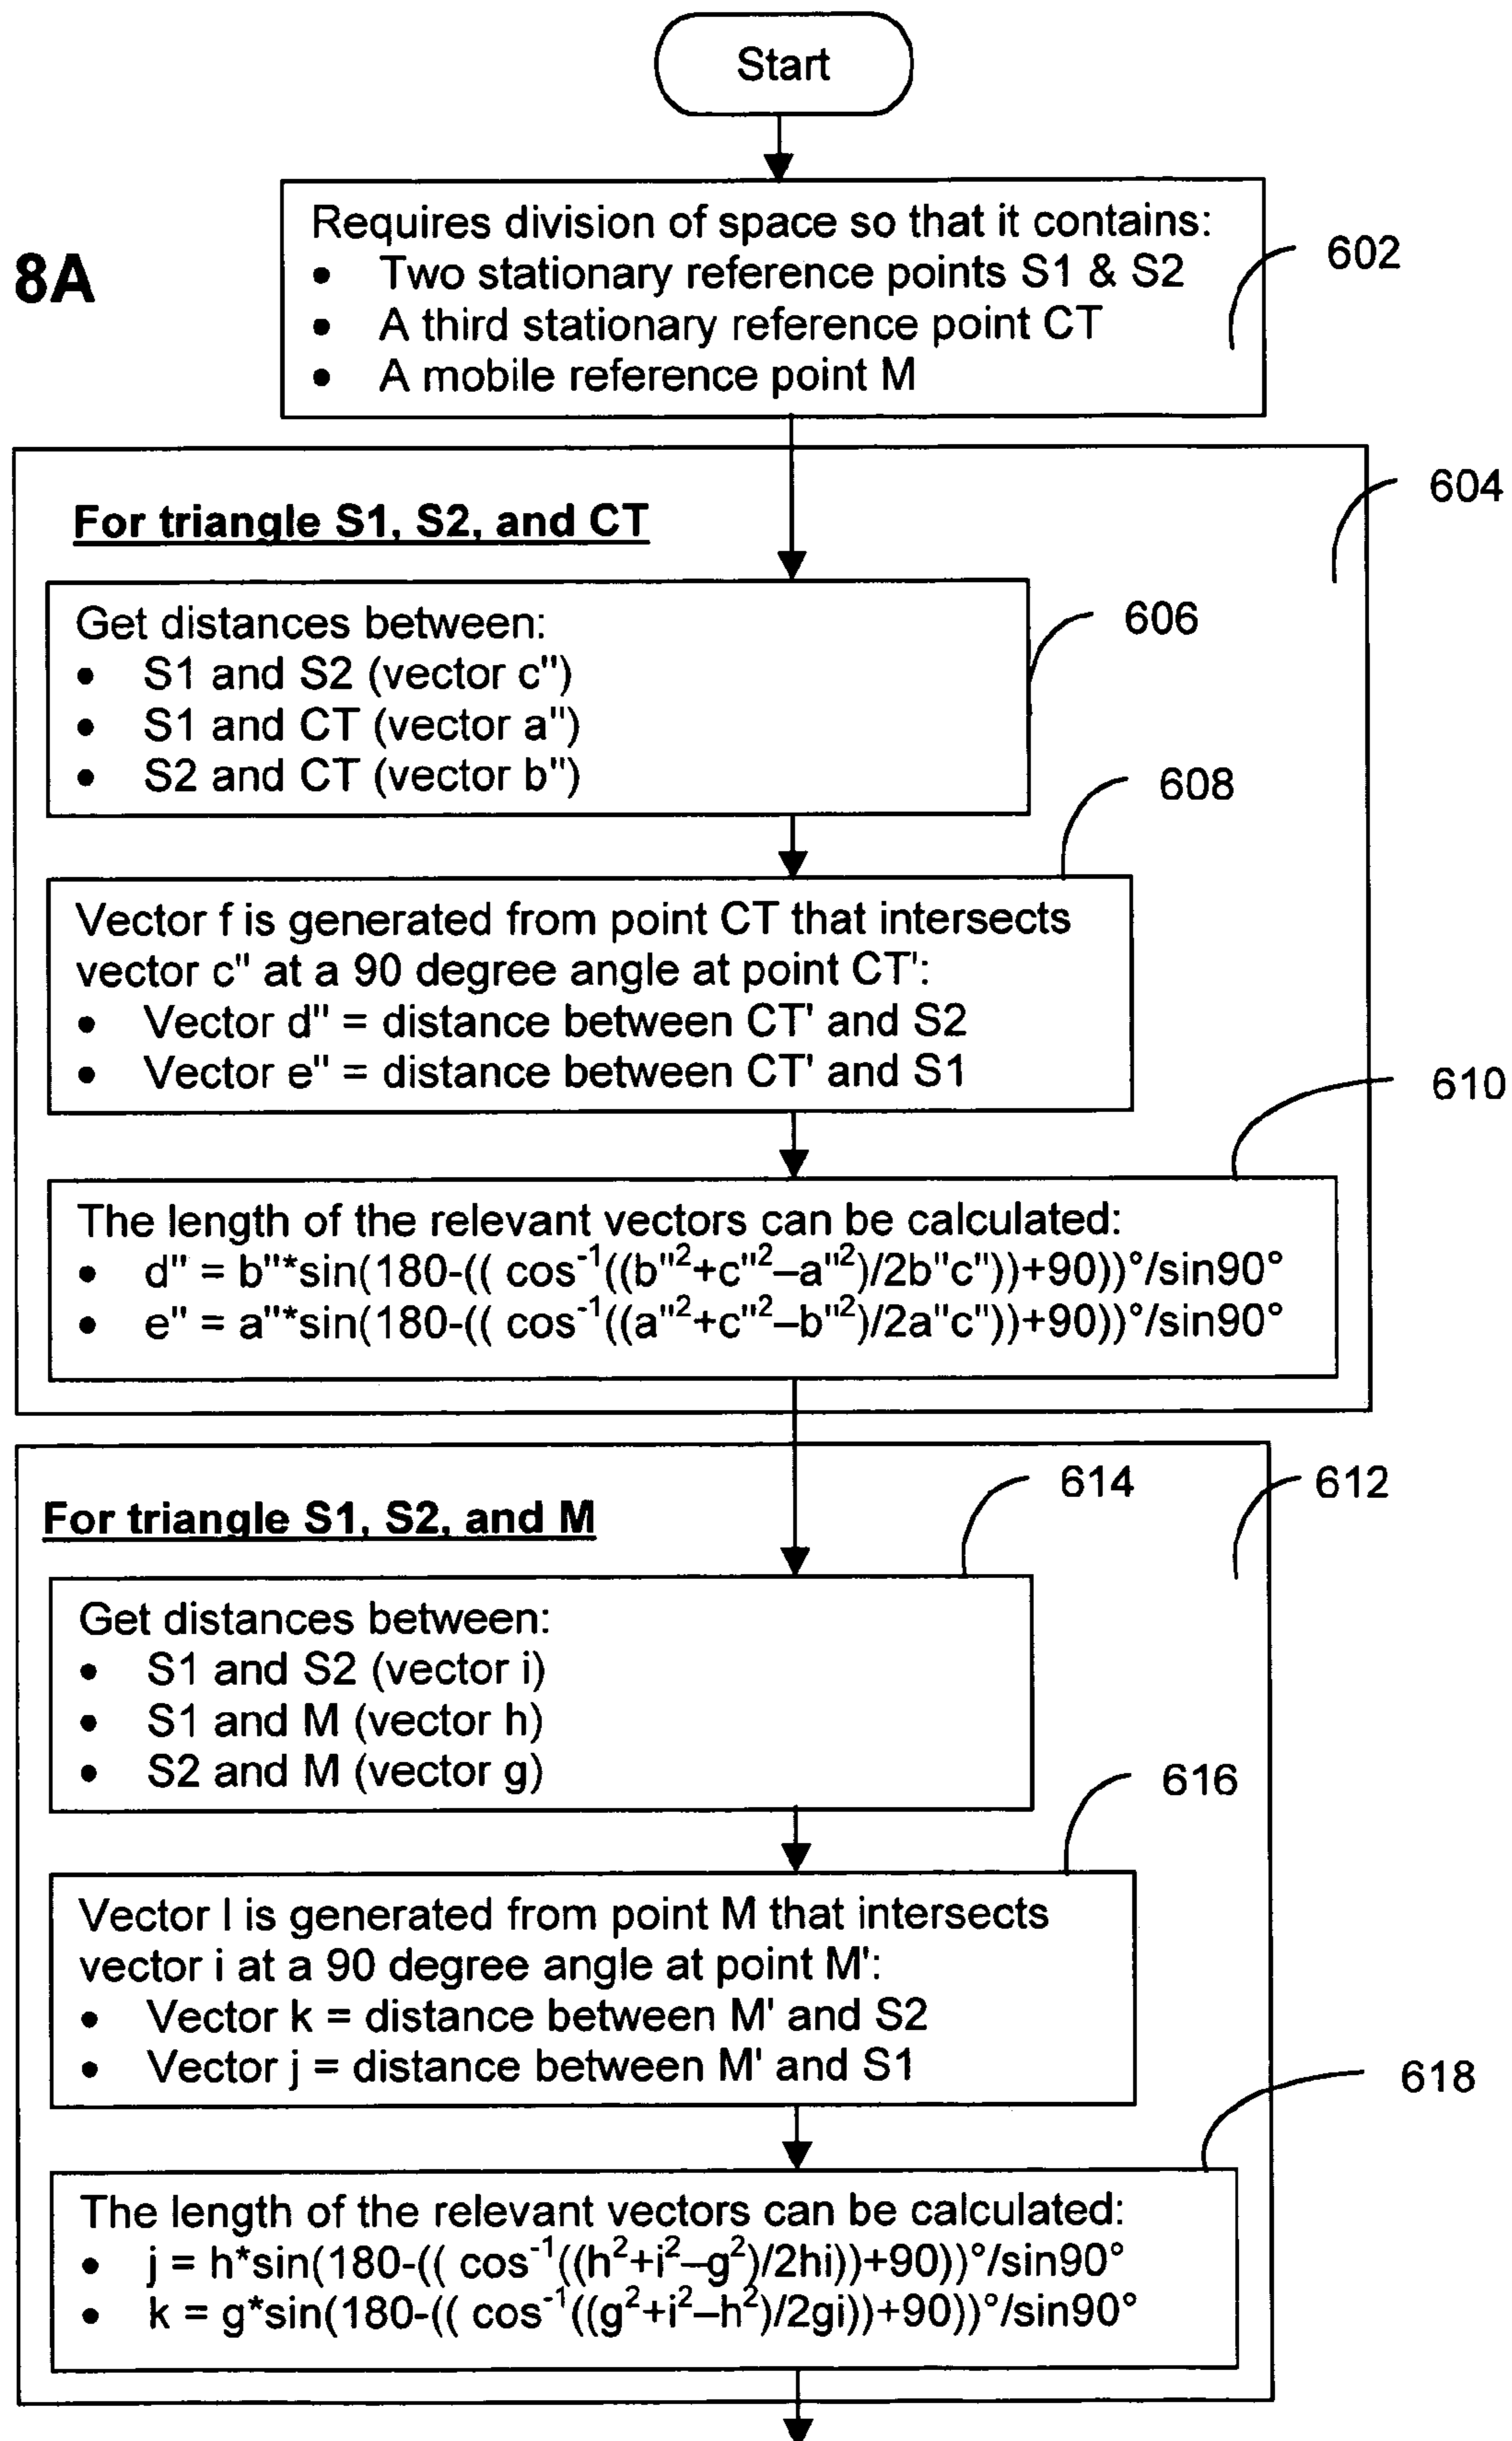 Start
8A
Requires division of space so that it contains:
• Two stationary reference points S1 & S2
• A third stationary reference point CT
• A mobile reference point M
602
604
For triangle S1, S2, and CT
Get distances between:
• S1 and S2 (vector c")
• S1 and CT (vector a")
• S2 and CT (vector b")
606
608
Vector f is generated from point CT that intersects
vector c" at a 90 degree angle at point CT':
• Vector d" = distance between CT' and S2
• Vector e" = distance between CT' and S1
610
The length of the relevant vectors can be calculated:
• d" = b"*sin(180-(( cos⁻¹((b"²+c"²–a"²)/2b"c"))+90))°/sin90°
• e" = a"*sin(180-(( cos⁻¹((a"²+c"²–b"²)/2a"c"))+90))°/sin90°
612
614
For triangle S1, S2, and M
Get distances between:
• S1 and S2 (vector i)
• S1 and M (vector h)
• S2 and M (vector g)
616
Vector l is generated from point M that intersects
vector i at a 90 degree angle at point M':
• Vector k = distance between M' and S2
• Vector j = distance between M' and S1
618
The length of the relevant vectors can be calculated:
• j = h*sin(180-(( cos⁻¹((h²+i²–g²)/2hi))+90))°/sin90°
• k = g*sin(180-(( cos⁻¹((g²+i²–h²)/2gi))+90))°/sin90°